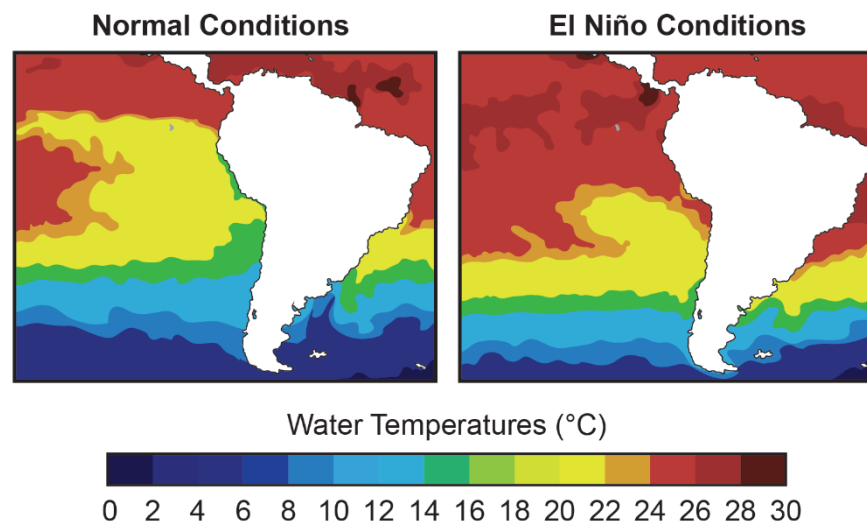 Normal Conditions
El Niño Conditions
Water Temperatures (°C)
0 2 4 6 8 10 12 14 16 18 20 22 24 26 28 30